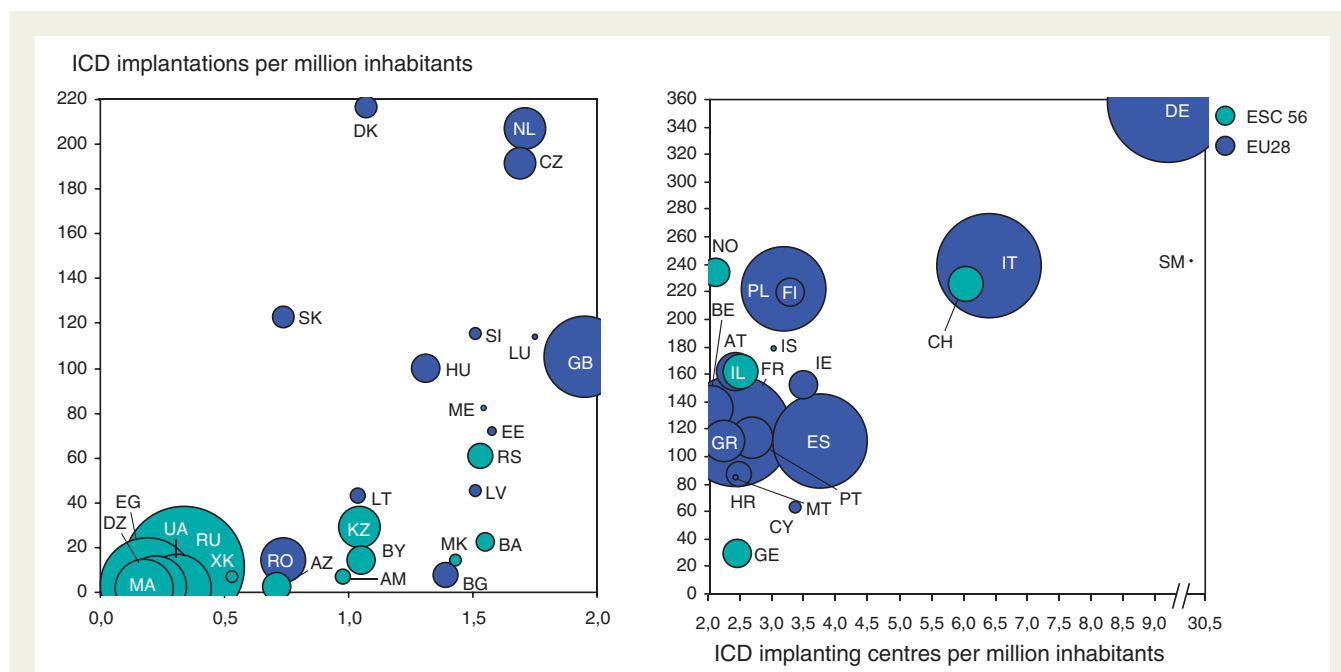 ICD implantations per million inhabitants
220
200
180
160
140
120
100
80
60
40
20
0
0,0 0,5 1,0 1,5 2,0
DK
NL
CZ
SK
SI
LU
GB
HU
ME
EE
RS
LT
LV
EG
DZ
UA
RU
KZ
XK
BY
MK
BA
RO
AZ
MA
AM
BG
360
340
320
300
280
260
240
220
200
180
160
140
120
100
80
60
40
20
0
2,0 2,5 3,0 3,5 4,0 4,5 5,0 5,5 6,0 6,5 7,0 7,5 8,0 8,5 9,0 30,5
DE
NO
IT
SM
PL
FI
BE
AT
IS
CH
IL
FR
IE
GR
ES
HR
MT
PT
CY
GE
ESC 56
EU28
ICD implanting centres per million inhabitants